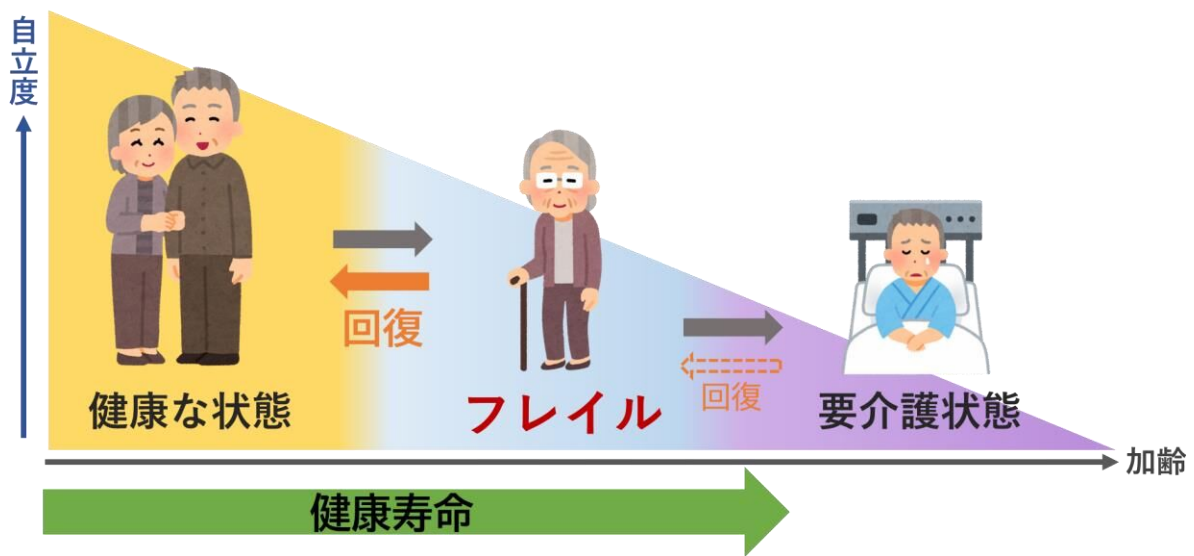 自立度
回復
回復
健康な状態
フレイル
要介護状態
加齢
健康寿命